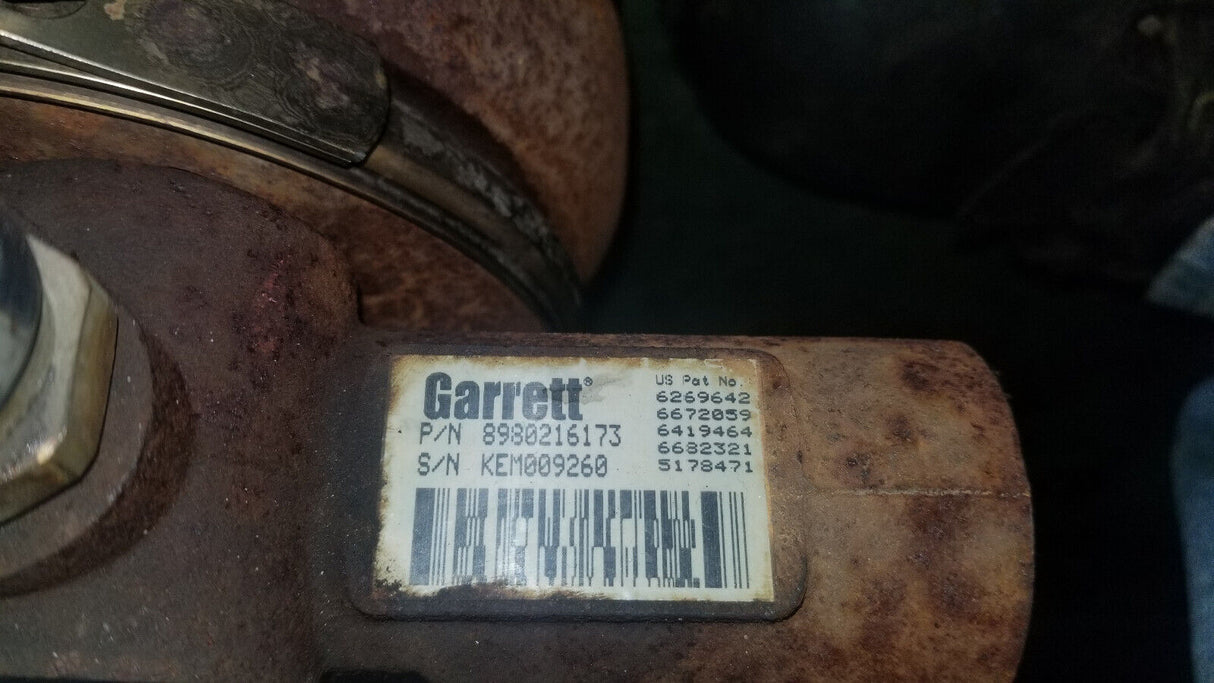 Garrett®
P/N 8980216173
S/N KEM009260
US Pat No.
6269642
6672059
6419464
6682321
5178471